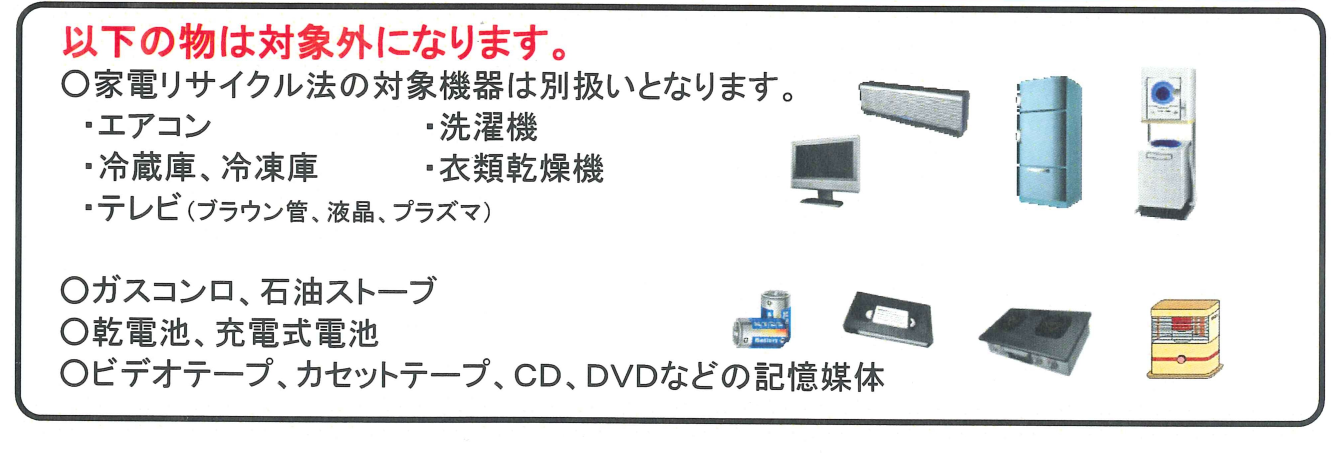 以下の物は対象外になります。
○家電リサイクル法の対象機器は別扱いとなります。
・エアコン ・洗濯機
・冷蔵庫、冷凍庫 ・衣類乾燥機
・テレビ(ブラウン管、液晶、プラズマ)
○ガスコンロ、石油ストーブ
○乾電池、充電式電池
○ビデオテープ、カセットテープ、CD、DVDなどの記憶媒体